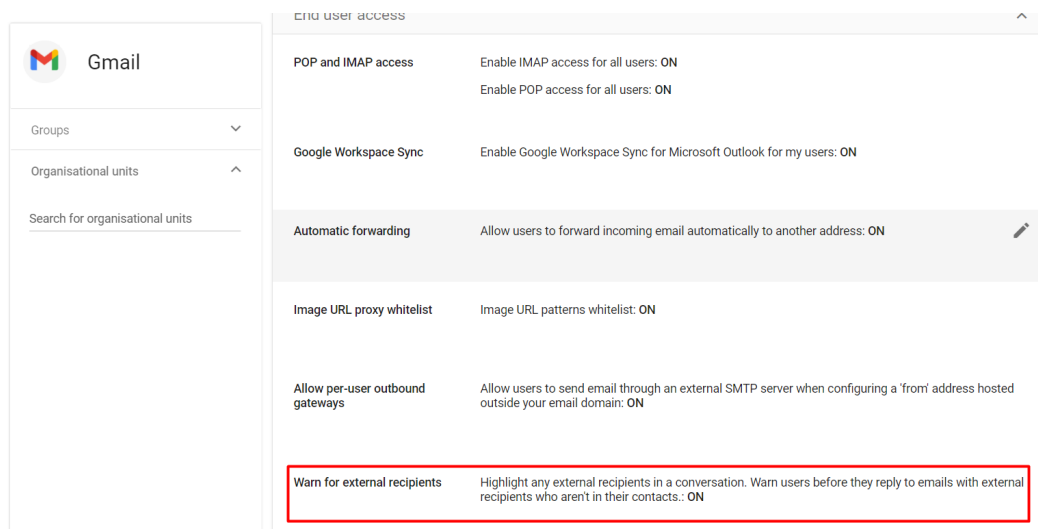 End user access
Gmail
Groups
Organisational units
Search for organisational units
POP and IMAP access
Enable IMAP access for all users: ON
Enable POP access for all users: ON
Google Workspace Sync
Enable Google Workspace Sync for Microsoft Outlook for my users: ON
Automatic forwarding
Allow users to forward incoming email automatically to another address: ON
Image URL proxy whitelist
Image URL patterns whitelist: ON
Allow per-user outbound
gateways
Allow users to send email through an external SMTP server when configuring a 'from' address hosted
outside your email domain: ON
Warn for external recipients
Highlight any external recipients in a conversation. Warn users before they reply to emails with external
recipients who aren't in their contacts.: ON